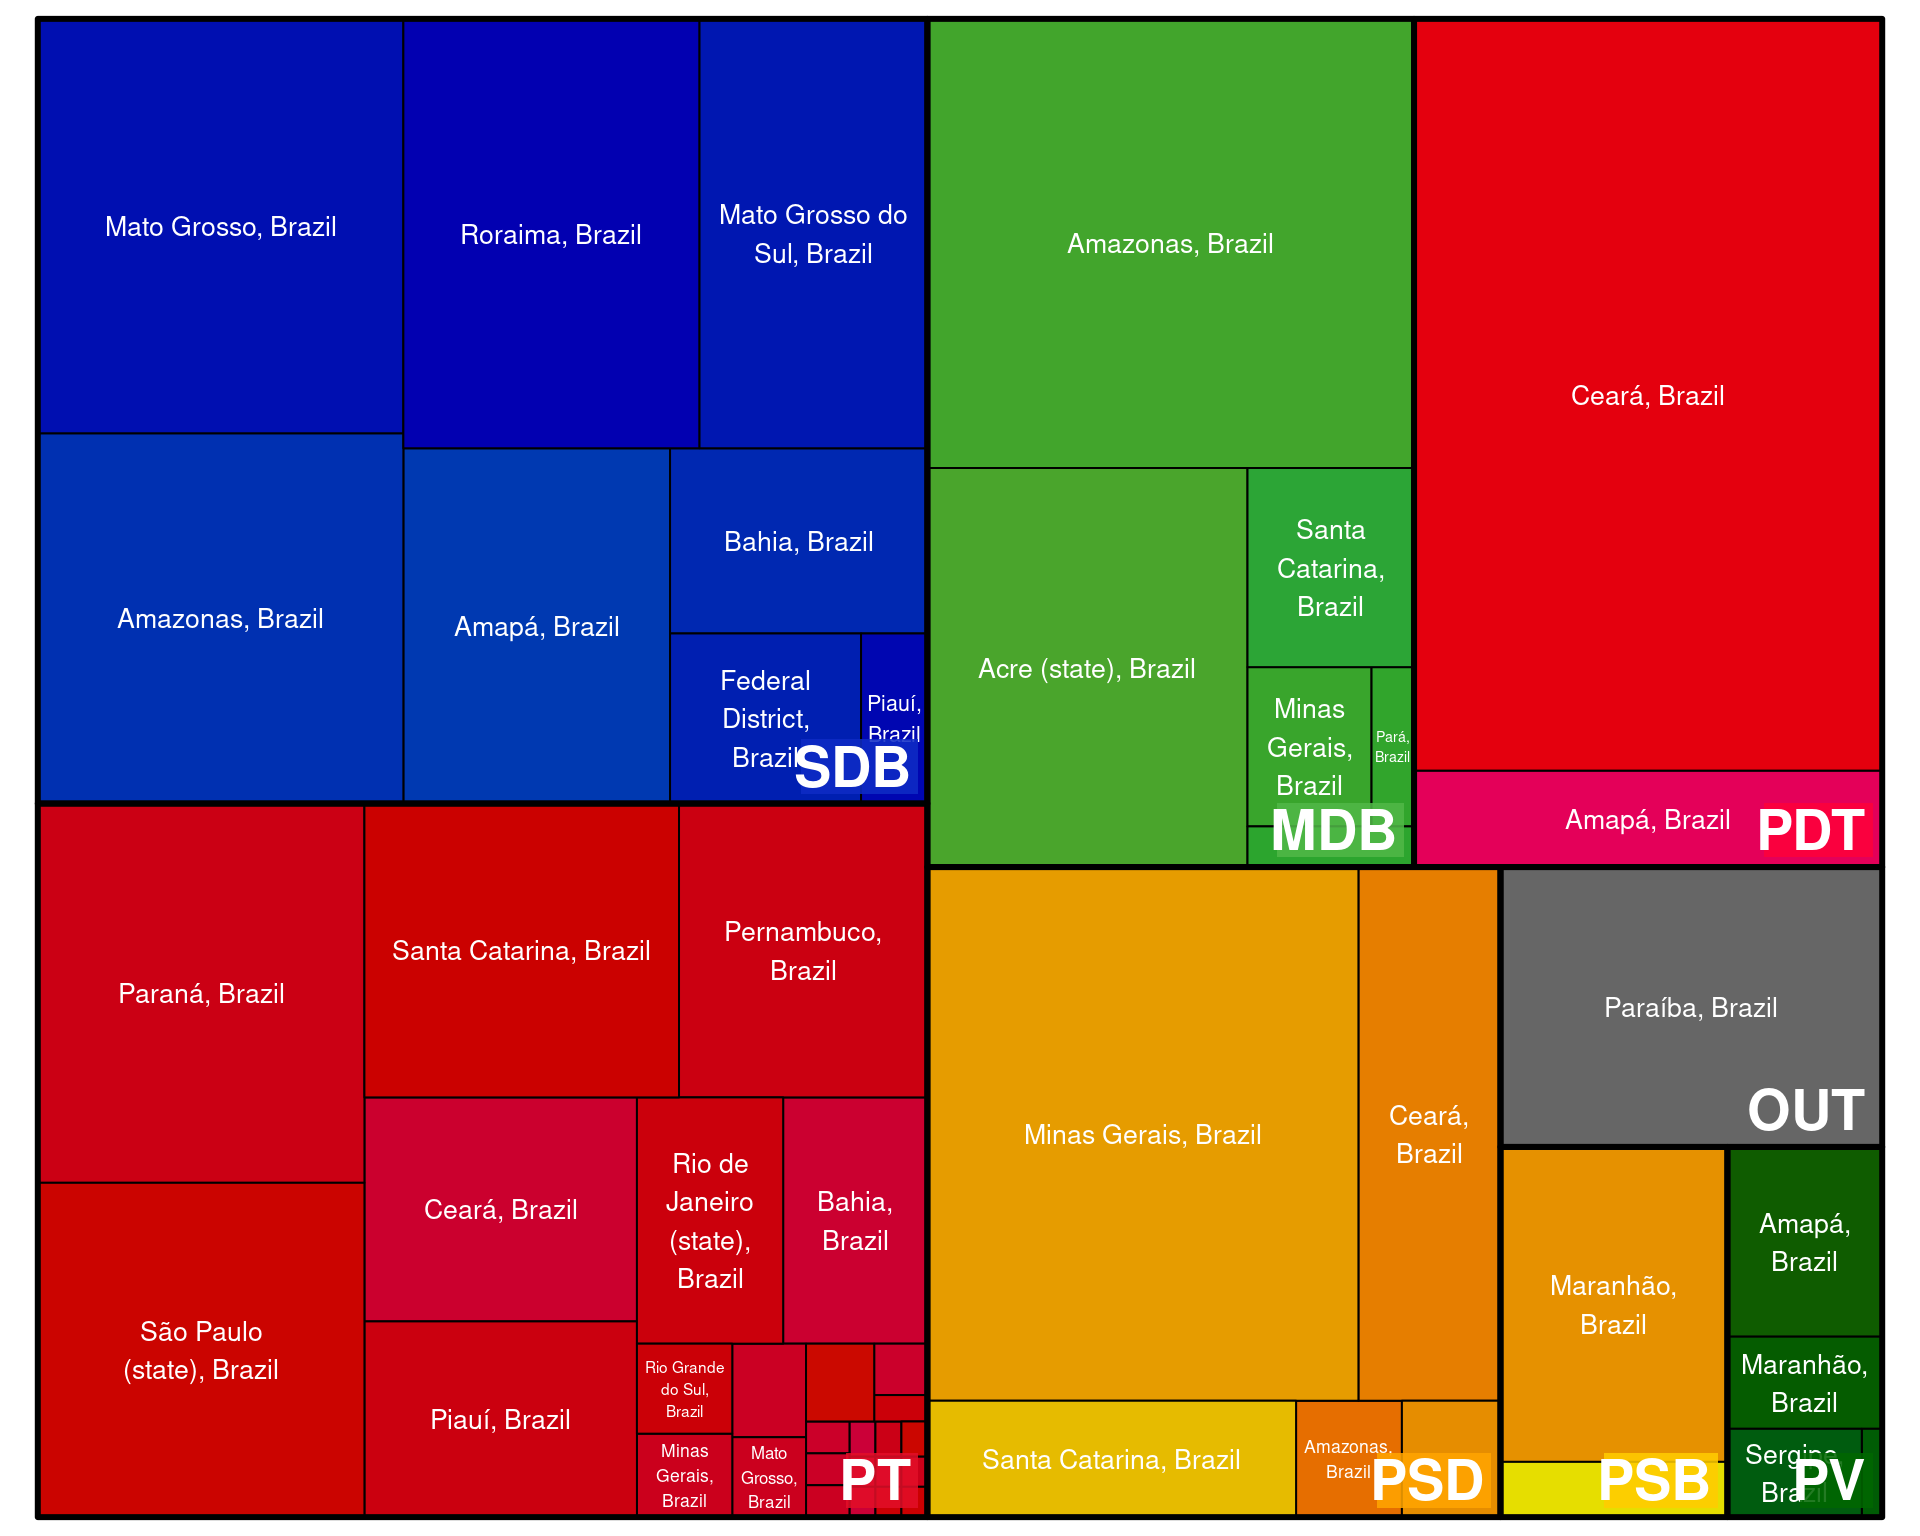 Mato Grosso, Brazil
Roraima, Brazil
Mato Grosso do
Sul, Brazil
Amazonas, Brazil
Amapá, Brazil
Bahia, Brazil
Federal
District,
Brazil
Piauí,
Brazil
SDB
Amazonas, Brazil
Acre (state), Brazil
Santa
Catarina,
Brazil
Minas
Gerais,
Brazil
Pará,
Brazil
MDB
Ceará, Brazil
Amapá, Brazil
PDT
Paraná, Brazil
São Paulo
(state), Brazil
Santa Catarina, Brazil
Pernambuco,
Brazil
Ceará, Brazil
Piauí, Brazil
Rio de
Janeiro
(state),
Brazil
Bahia,
Brazil
Rio Grande
do Sul,
Brazil
Minas
Gerais,
Brazil
Mato
Grosso,
Brazil
PT
Minas Gerais, Brazil
Ceará,
Brazil
Santa Catarina, Brazil
Amazonas,
Brazil
PSD
Paraíba, Brazil
OUT
Maranhão,
Brazil
PSB
Amapá,
Brazil
Maranhão,
Brazil
Sergipe,
Brazil
PV